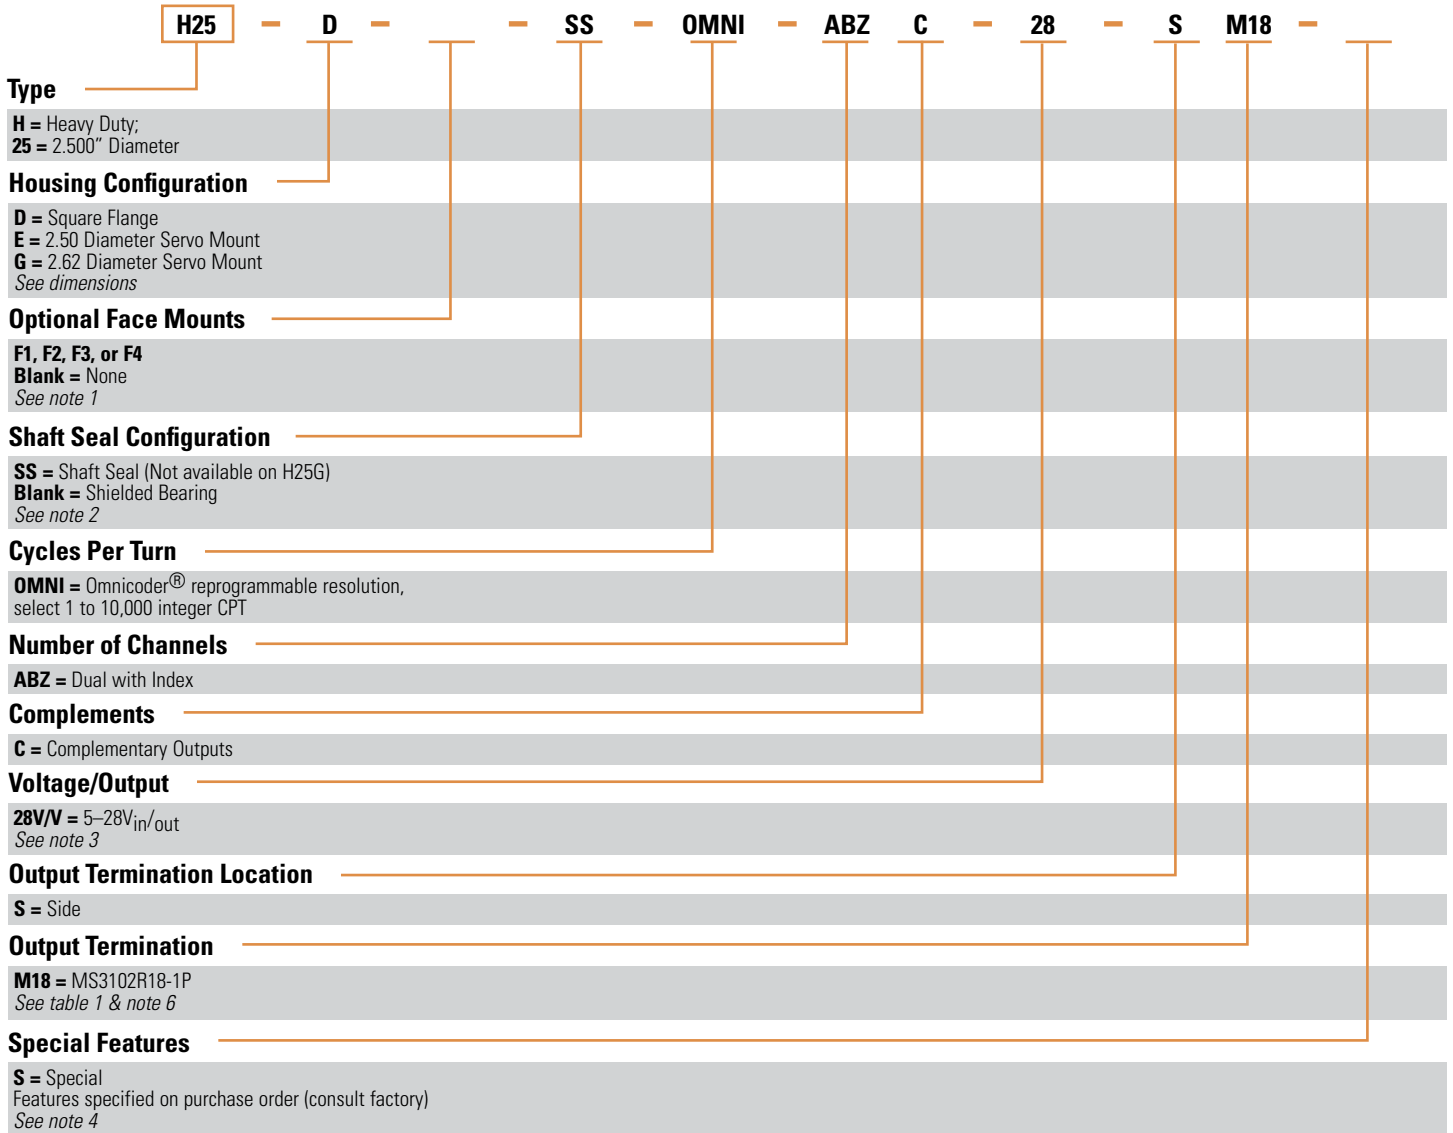 H25 – D – – SS – OMNI – ABZ C – 28 – S M18 –
Type
H = Heavy Duty;
25 = 2.500” Diameter
Housing Configuration
D = Square Flange
E = 2.50 Diameter Servo Mount
G = 2.62 Diameter Servo Mount
See dimensions
Optional Face Mounts
F1, F2, F3, or F4
Blank = None
See note 1
Shaft Seal Configuration
SS = Shaft Seal (Not available on H25G)
Blank = Shielded Bearing
See note 2
Cycles Per Turn
OMNI = Omnicoder® reprogrammable resolution,
select 1 to 10,000 integer CPT
Number of Channels
ABZ = Dual with Index
Complements
C = Complementary Outputs
Voltage/Output
28V/V = 5–28Vin/out
See note 3
Output Termination Location
S = Side
Output Termination
M18 = MS3102R18-1P
See table 1 & note 6
Special Features
S = Special
Features specified on purchase order (consult factory)
See note 4